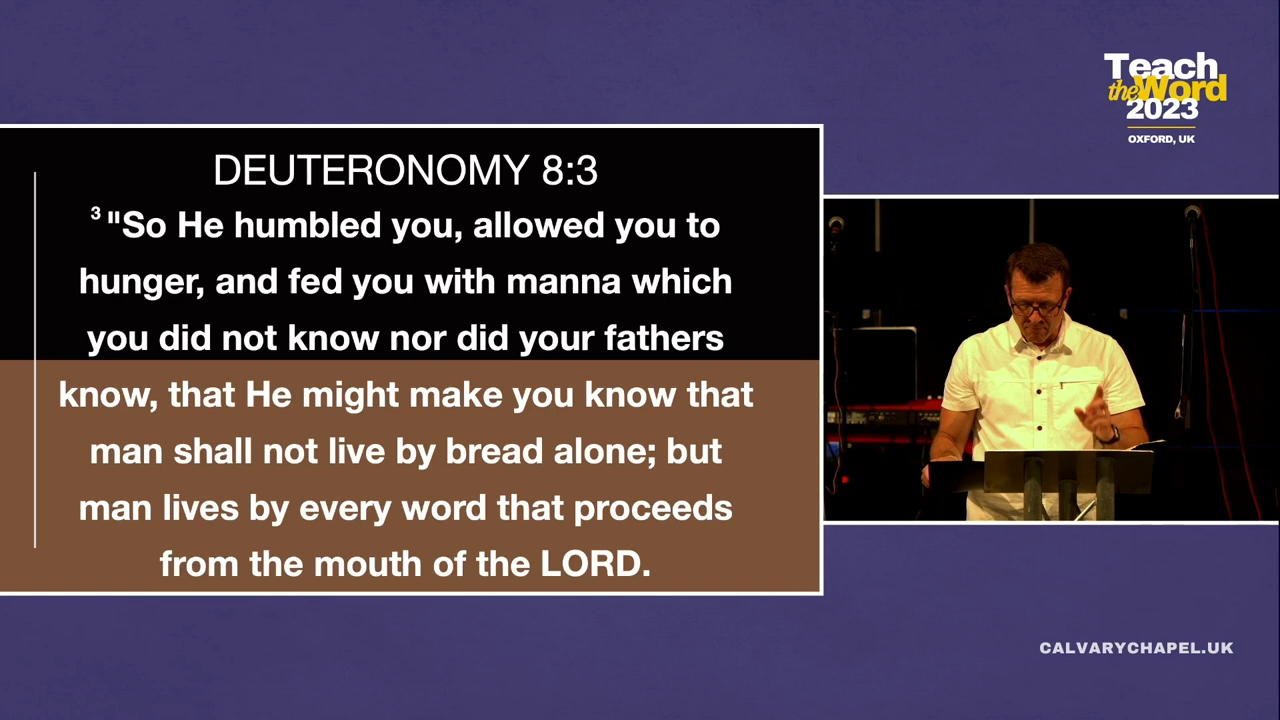 Teach
the Word
2023
OXFORD, UK
DEUTERONOMY 8:3
3 "So He humbled you, allowed you to
hunger, and fed you with manna which
you did not know nor did your fathers
know, that He might make you know that
man shall not live by bread alone; but
man lives by every word that proceeds
from the mouth of the LORD.
CALVARYCHAPEL.UK